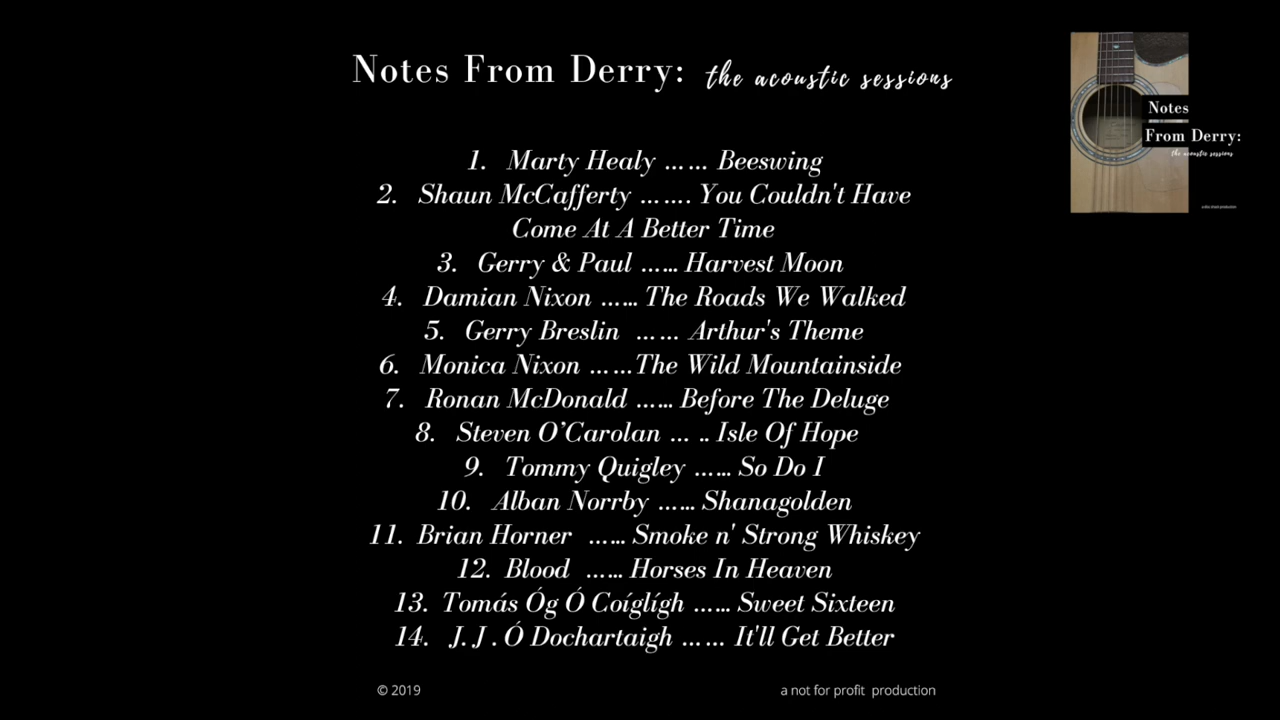 Notes From Derry: the acoustic sessions
1. Marty Healy ...... Beeswing
2. Shaun McCafferty ....... You Couldn't Have
Come At A Better Time
3. Gerry & Paul ...... Harvest Moon
4. Damian Nixon ...... The Roads We Walked
5. Gerry Breslin ...... Arthur's Theme
6. Monica Nixon ......The Wild Mountainside
7. Ronan McDonald ...... Before The Deluge
8. Steven O’Carolan ... .. Isle Of Hope
9. Tommy Quigley ...... So Do I
10. Alban Norrby ...... Shanagolden
11. Brian Horner ...... Smoke n' Strong Whiskey
12. Blood ...... Horses In Heaven
13. Tomás Óg Ó Coíglígh ...... Sweet Sixteen
14. J. J . Ó Dochartaigh ...... It'll Get Better
© 2019
a not for profit production
Notes
From Derry:
the acoustic sessions